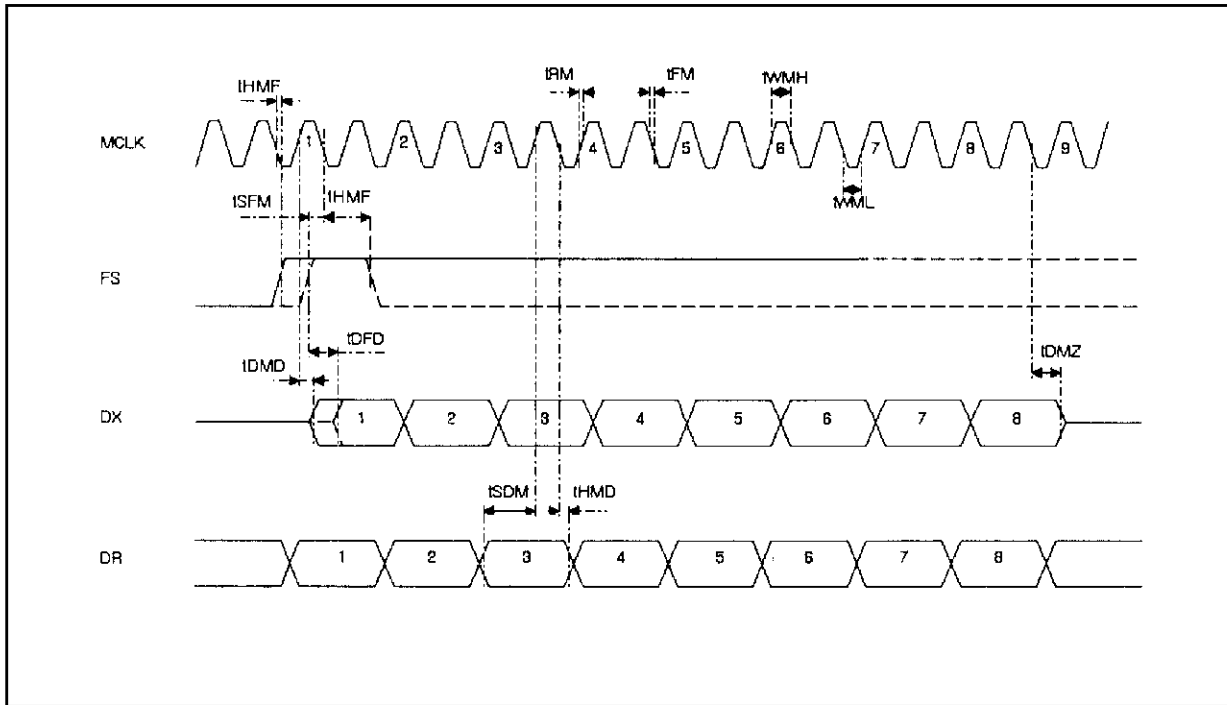 tRM tFM tWMH
tHMF
MCLK 1 2 3 4 5 6 7 8 9
tSFM tHMF tWML
FS
tDFD
tDMD tDMZ
DX 1 2 3 4 5 6 7 8
tSDM tHMD
DR 1 2 3 4 5 6 7 8